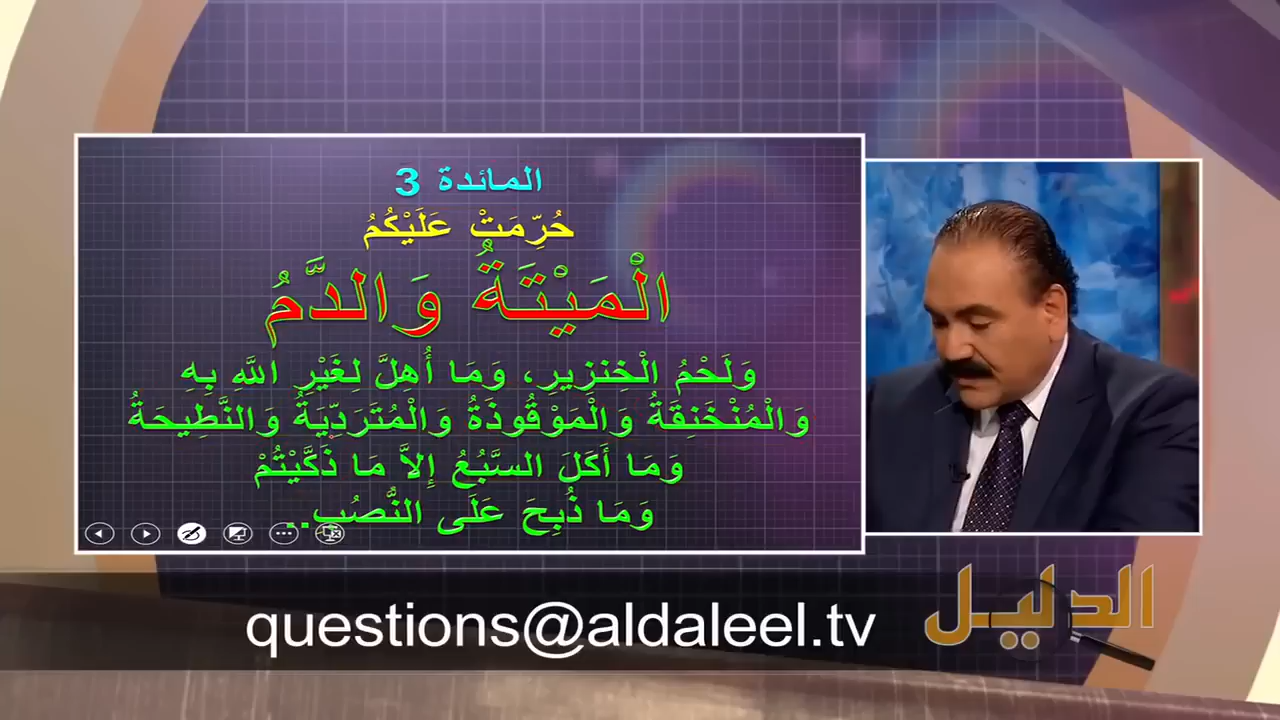 المائدة 3
حُرِّمَتْ عَلَيْكُمُ
الْمَيْتَةُ وَالدَّمُ
وَلَحْمُ الْخِنزِيرِ، وَمَا أُهِلَّ لِغَيْرِ اللَّهِ بِهِ
وَالْمُنْخَنِقَةُ وَالْمَوْقُوذَةُ وَالْمُتَرَدِّيَةُ وَالنَّطِيحَةُ
وَمَا أَكَلَ السَّبُعُ إِلاَّ مَا ذَكَّيْتُمْ
وَمَا ذُبِحَ عَلَى النُّصُبِ..
questions@aldaleel.tv
الدليل